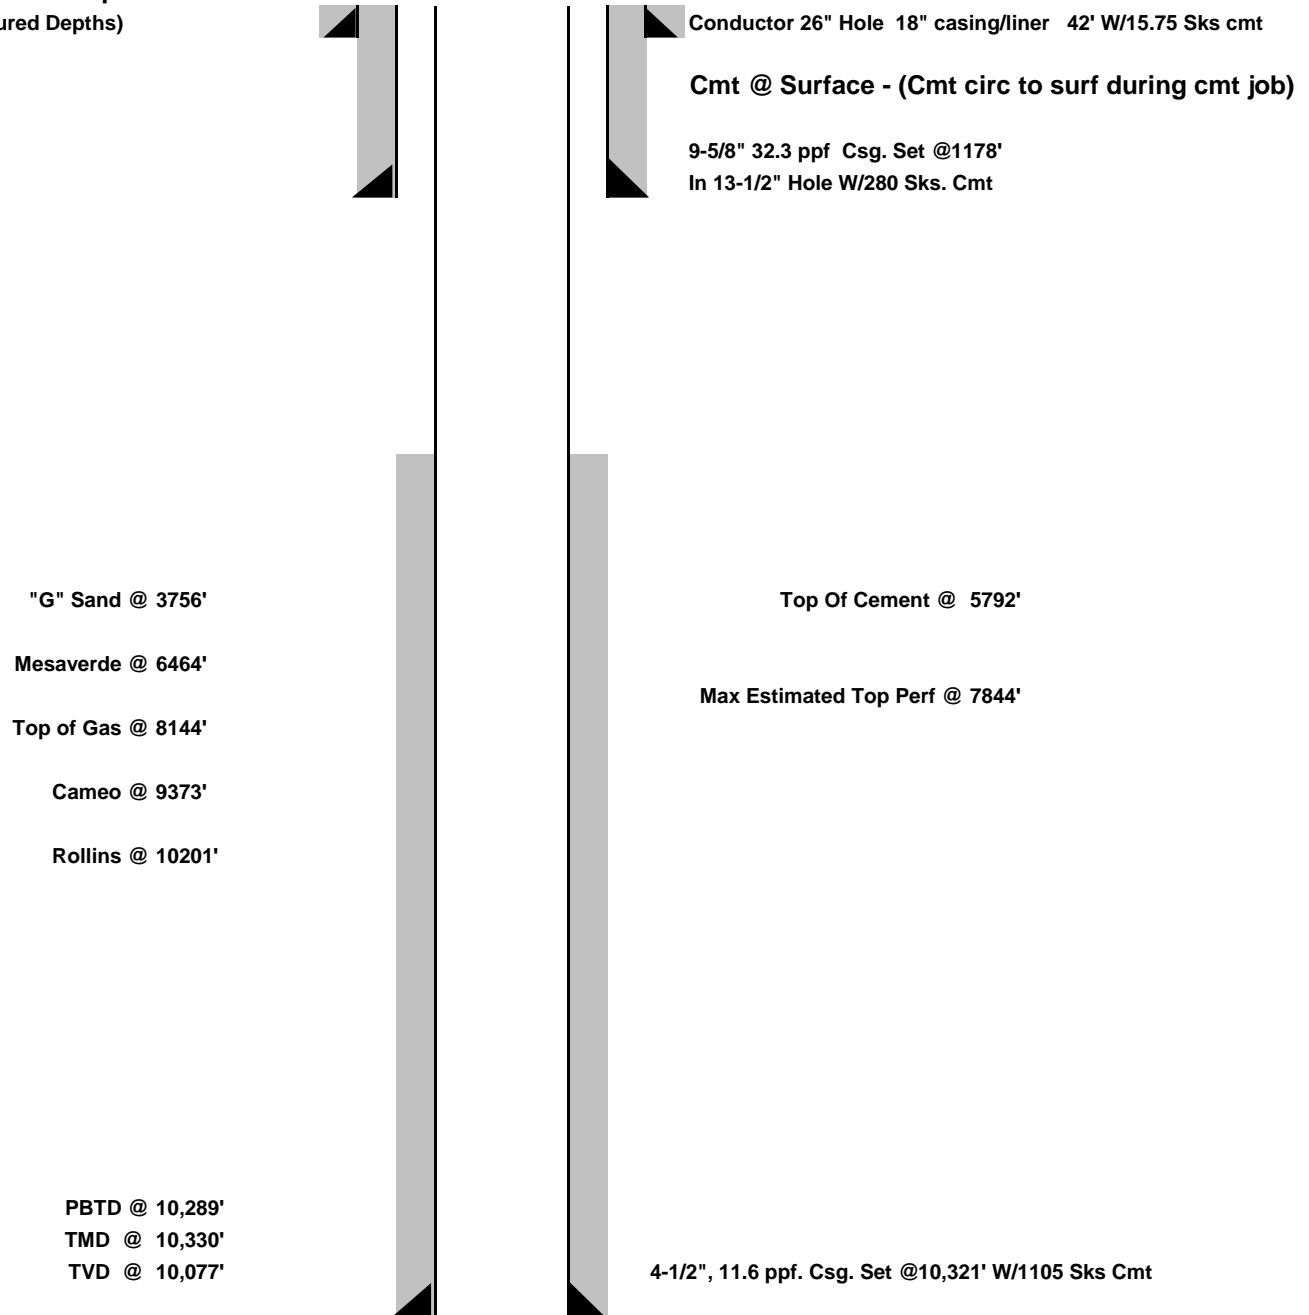 ured Depths)
Conductor 26" Hole 18" casing/liner 42' W/15.75 Sks cmt
Cmt @ Surface - (Cmt circ to surf during cmt job)
9-5/8" 32.3 ppf Csg. Set @1178'
In 13-1/2" Hole W/280 Sks. Cmt
"G" Sand @ 3756'
Top Of Cement @ 5792'
Mesaverde @ 6464'
Max Estimated Top Perf @ 7844'
Top of Gas @ 8144'
Cameo @ 9373'
Rollins @ 10201'
PBTD @ 10,289'
TMD @ 10,330'
TVD @ 10,077'
4-1/2", 11.6 ppf. Csg. Set @10,321' W/1105 Sks Cmt